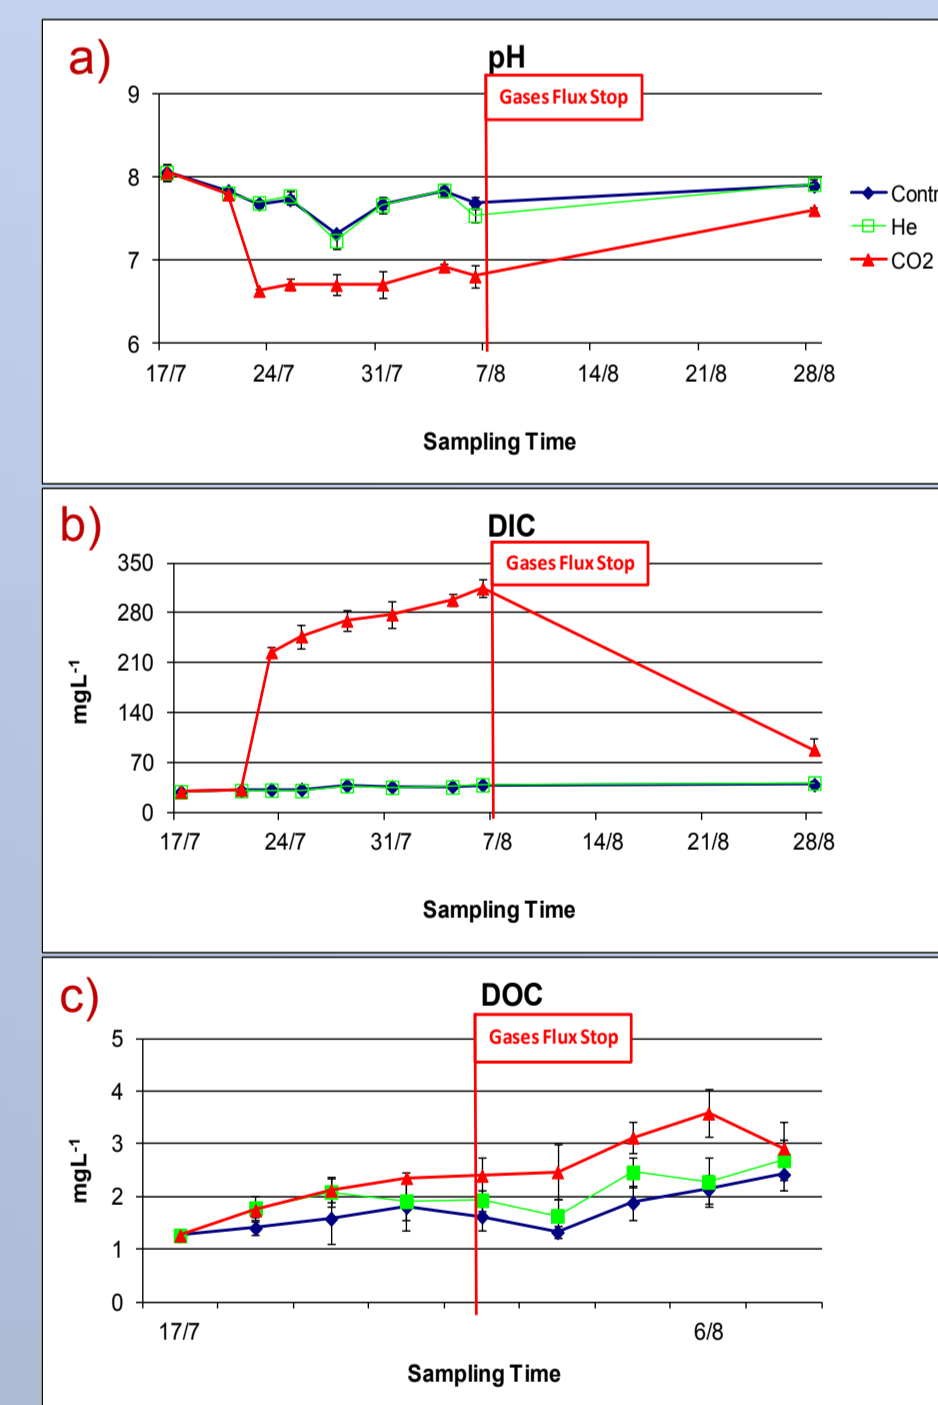 a)
pH
Gases Flux Stop
9
8
7
6
17/7 24/7 31/7 7/8 14/8 21/8 28/8
Sampling Time
He
CO2
b)
DIC
Gases Flux Stop
mgL-1
350
280
210
140
70
0
17/7 24/7 31/7 7/8 14/8 21/8 28/8
Sampling Time
c)
DOC
Gases Flux Stop
mgL-1
5
4
3
2
1
0
17/7 6/8
Sampling Time